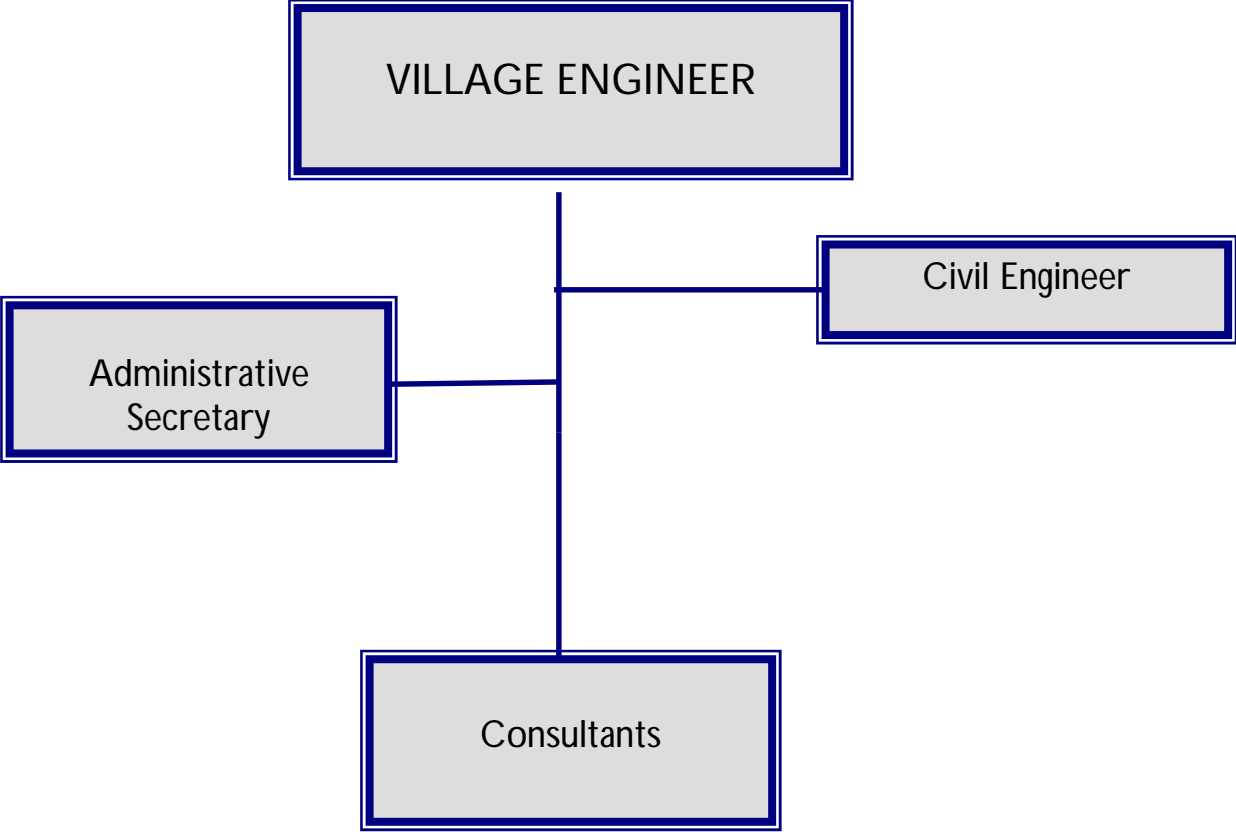 VILLAGE ENGINEER
Civil Engineer
Administrative
Secretary
Consultants